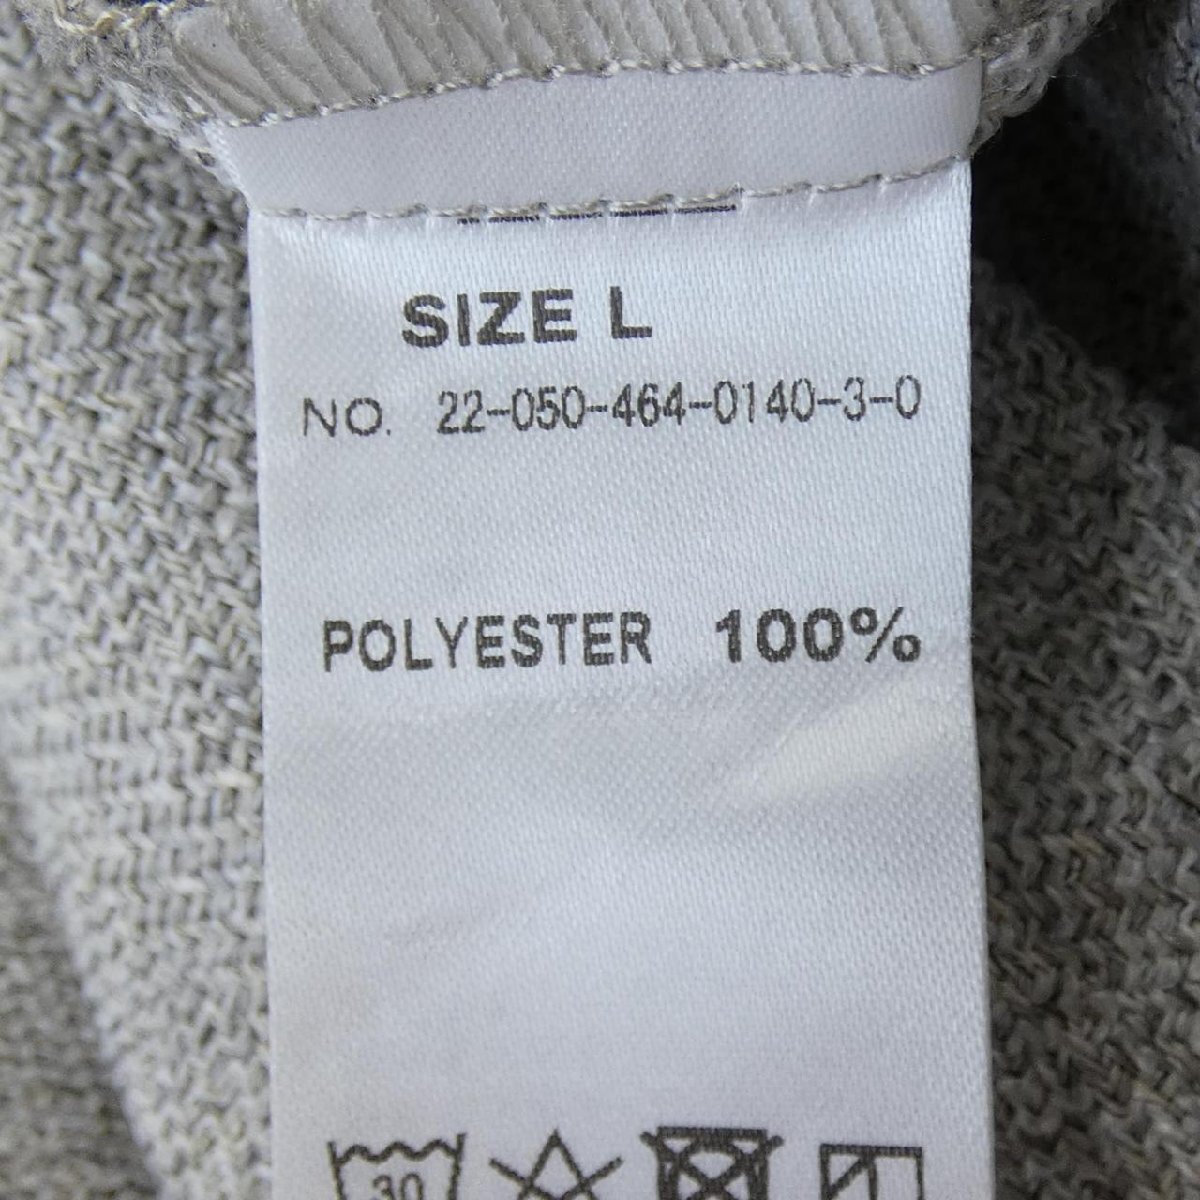 SIZE L
NO. 22-050-464-0140-3-0
POLYESTER 100%
30